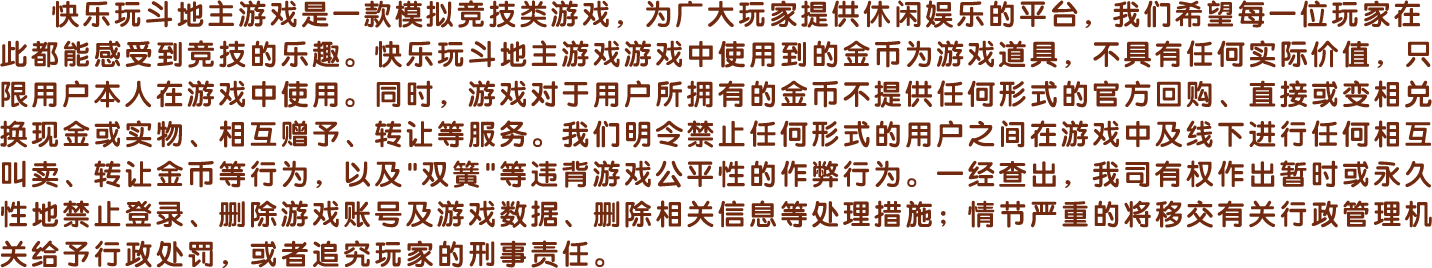 快乐玩斗地主游戏是一款模拟竞技类游戏，为广大玩家提供休闲娱乐的平台，我们希望每一位玩家在
此都能感受到竞技的乐趣。快乐玩斗地主游戏游戏中使用到的金币为游戏道具，不具有任何实际价值，只
限用户本人在游戏中使用。同时，游戏对于用户所拥有的金币不提供任何形式的官方回购、直接或变相兑
换现金或实物、相互赠予、转让等服务。我们明令禁止任何形式的用户之间在游戏中及线下进行任何相互
叫卖、转让金币等行为，以及"双簧"等违背游戏公平性的作弊行为。一经查出，我司有权作出暂时或永久
性地禁止登录、删除游戏账号及游戏数据、删除相关信息等处理措施；情节严重的将移交有关行政管理机
关给予行政处罚，或者追究玩家的刑事责任。